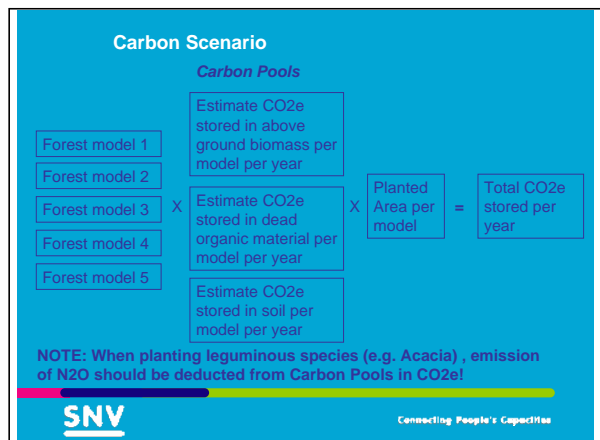 Carbon Scenario
Carbon Pools
Forest model 1
Forest model 2
Forest model 3
Forest model 4
Forest model 5
X
Estimate CO2e
stored in above
ground biomass per
model per year
Estimate CO2e
stored in dead
organic material per
model per year
Estimate CO2e
stored in soil per
model per year
X
Planted
Area per
model
=
Total CO2e
stored per
year
NOTE: When planting leguminous species (e.g. Acacia) , emission
of N2O should be deducted from Carbon Pools in CO2e!
SNV
Connecting People's Capacities